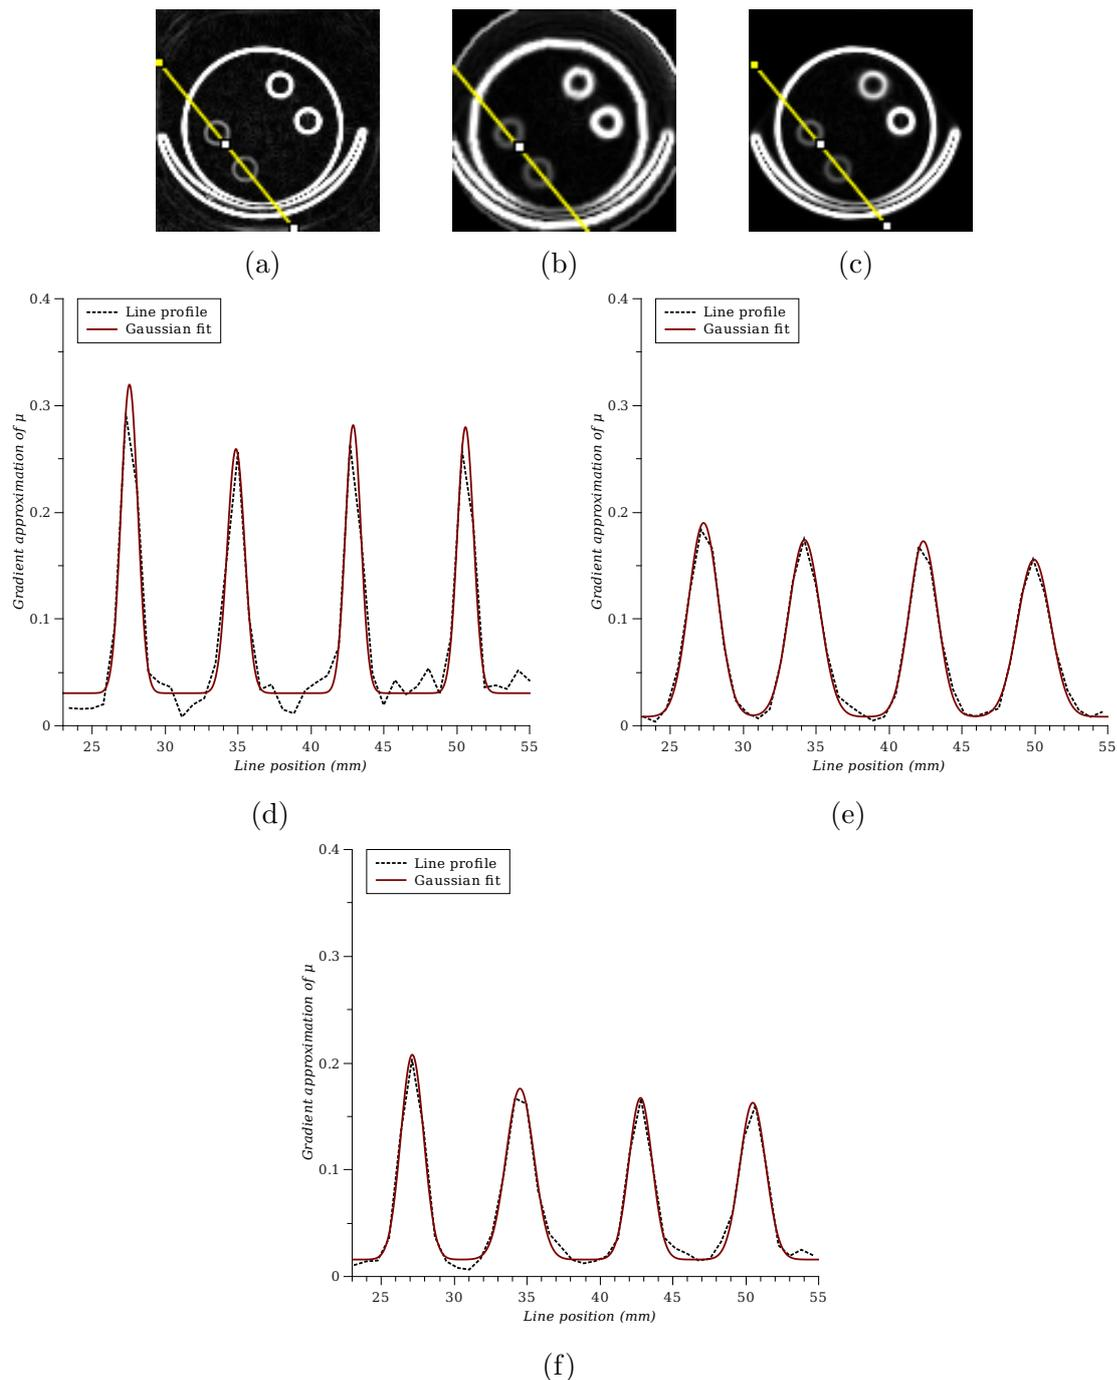 (a)
(b)
(c)
0.4
0.3
0.2
0.1
0
Gradient approximation of μ
Line profile
Gaussian fit
25 30 35 40 45 50 55
Line position (mm)
(d)
0.4
0.3
0.2
0.1
0
Gradient approximation of μ
Line profile
Gaussian fit
25 30 35 40 45 50 55
Line position (mm)
(e)
0.4
0.3
0.2
0.1
0
Gradient approximation of μ
Line profile
Gaussian fit
25 30 35 40 45 50 55
Line position (mm)
(f)